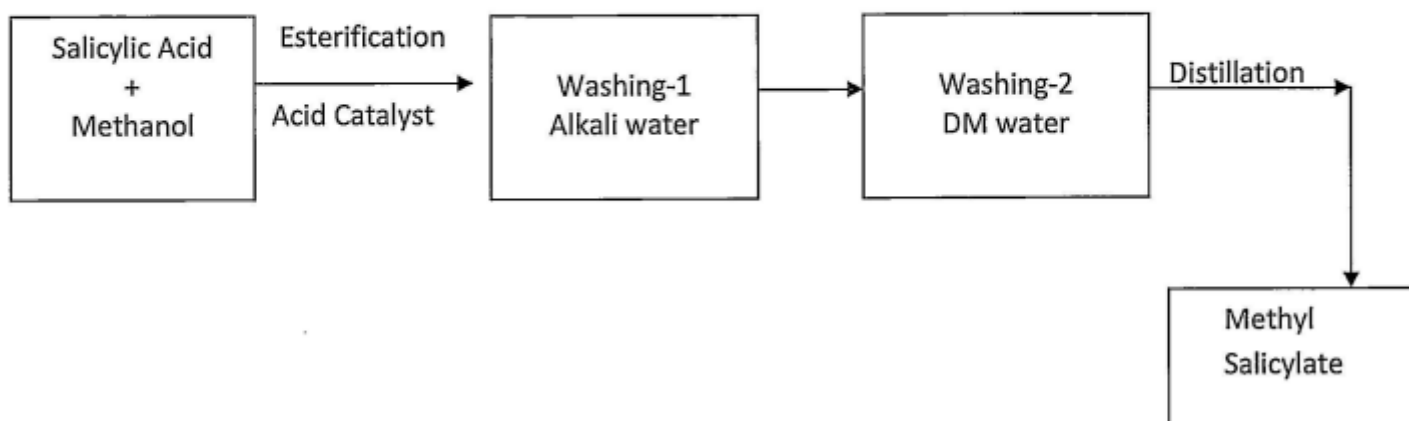 Salicylic Acid
+
Methanol
Esterification
Acid Catalyst
Washing-1
Alkali water
Washing-2
DM water
Distillation
Methyl
Salicylate